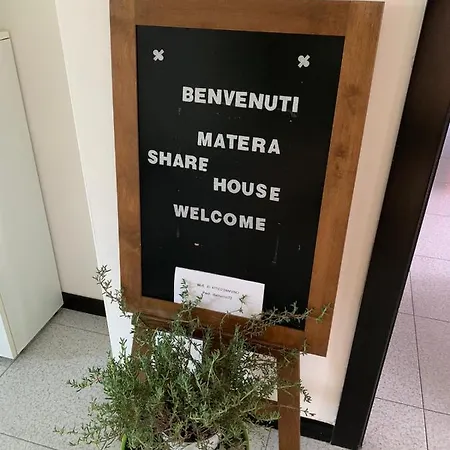 BENVENUTI
MATERA
SHARE
HOUSE
WELCOME